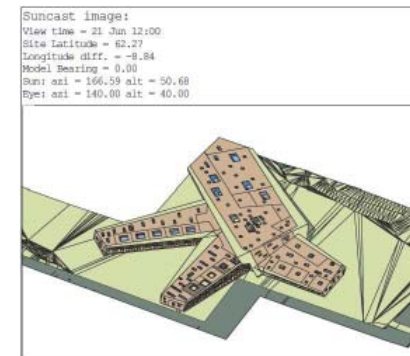 Suncast image:
View time = 21 Jun 12:00
Site Latitude = 62.27
Longitude diff. = -8.84
Model Bearing = 0.00
Sun: azi = 166.59 alt = 50.68
Eye: azi = 140.00 alt = 40.00